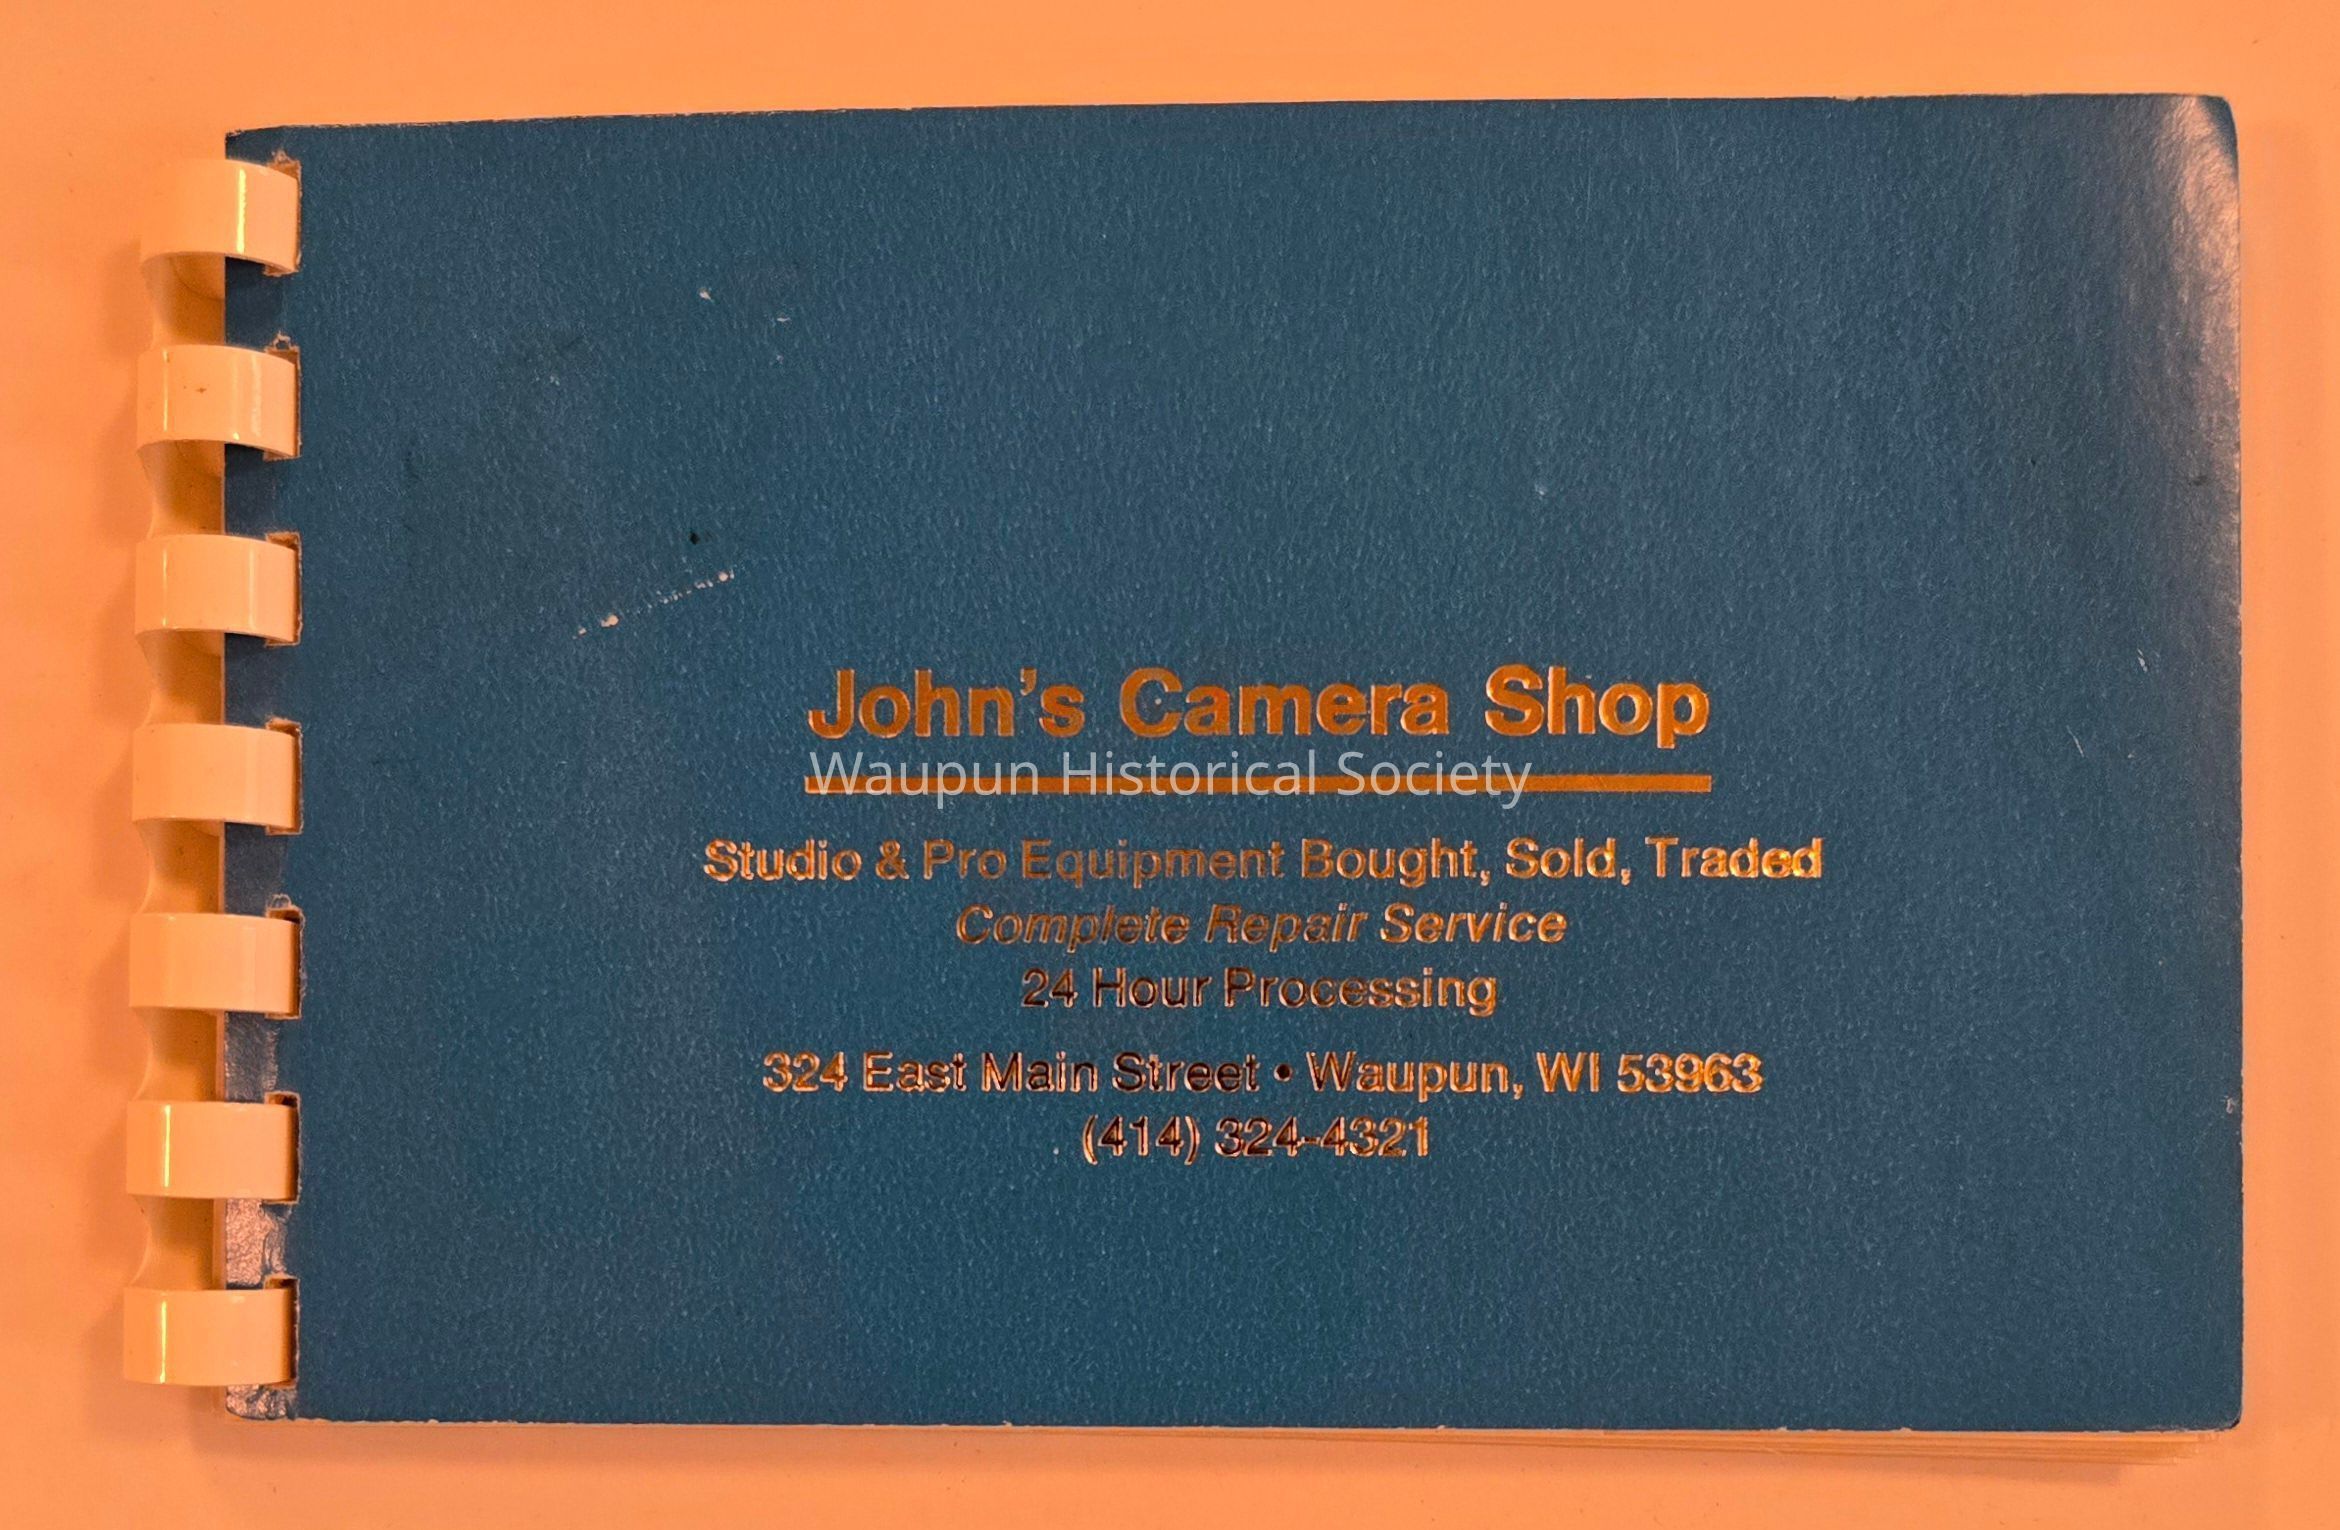 John's Camera Shop
Waupun Historical Society
Studio & Pro Equipment Bought, Sold, Traded
Complete Repair Service
24 Hour Processing
324 East Main Street • Waupun, WI 53963
(414) 324-4321